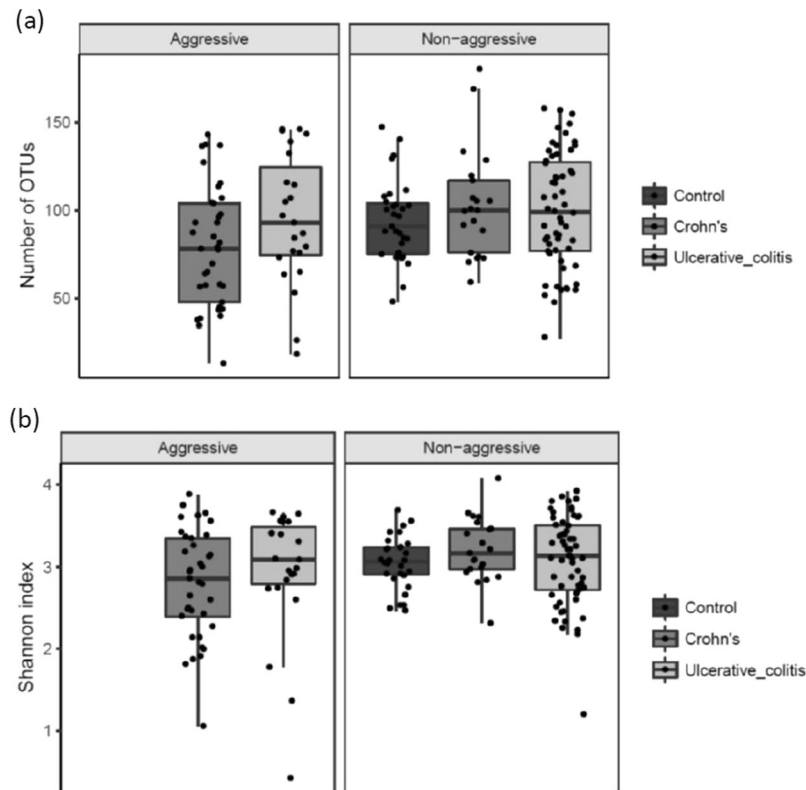 (a)
Aggressive
Non-aggressive
Number of OTUs
150
100
50
Control
Crohn's
Ulcerative_colitis
(b)
Aggressive
Non-aggressive
Shannon index
4
3
2
1
Control
Crohn's
Ulcerative_colitis